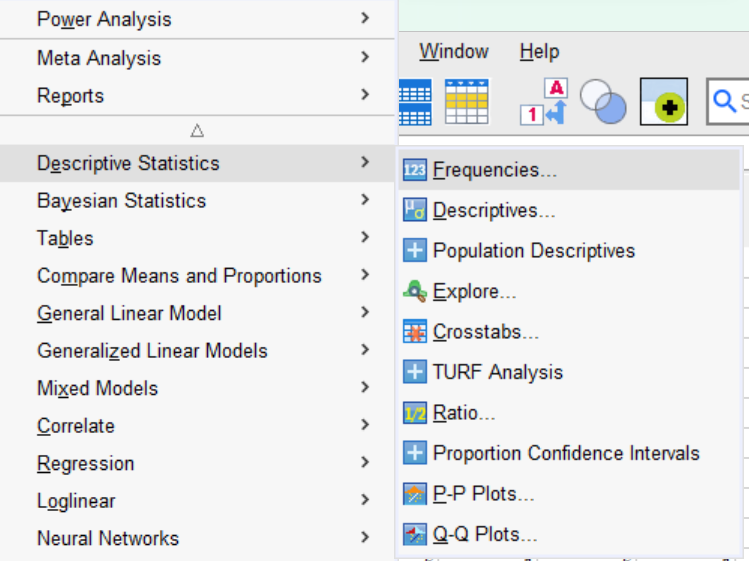 Power Analysis
Meta Analysis
Reports
Descriptive Statistics
Bayesian Statistics
Tables
Compare Means and Proportions
General Linear Model
Generalized Linear Models
Mixed Models
Correlate
Regression
Loglinear
Neural Networks
Window Help
A
1
S
123 Frequencies...
μ σ Descriptives...
Population Descriptives
Explore...
Crosstabs...
TURF Analysis
1/2 Ratio...
Proportion Confidence Intervals
P-P Plots...
Q-Q Plots...